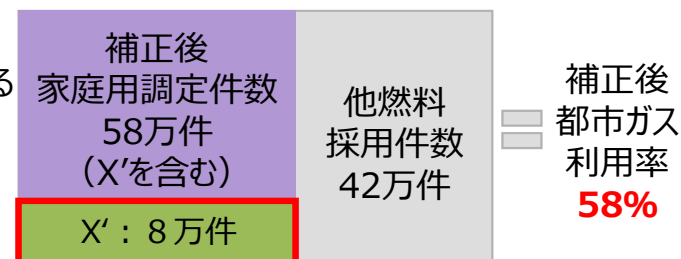 る
補正後
家庭用調定件数
58万件
（X’を含む）
X‘：８万件
他燃料
採用件数
42万件
補正後
都市ガス
利用率
58%